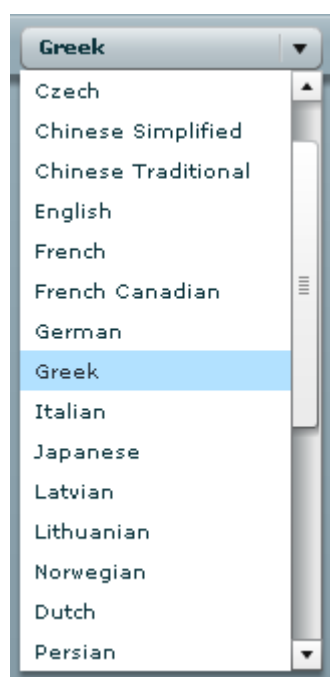 Greek
Czech
Chinese Simplified
Chinese Traditional
English
French
French Canadian
German
Greek
Italian
Japanese
Latvian
Lithuanian
Norwegian
Dutch
Persian